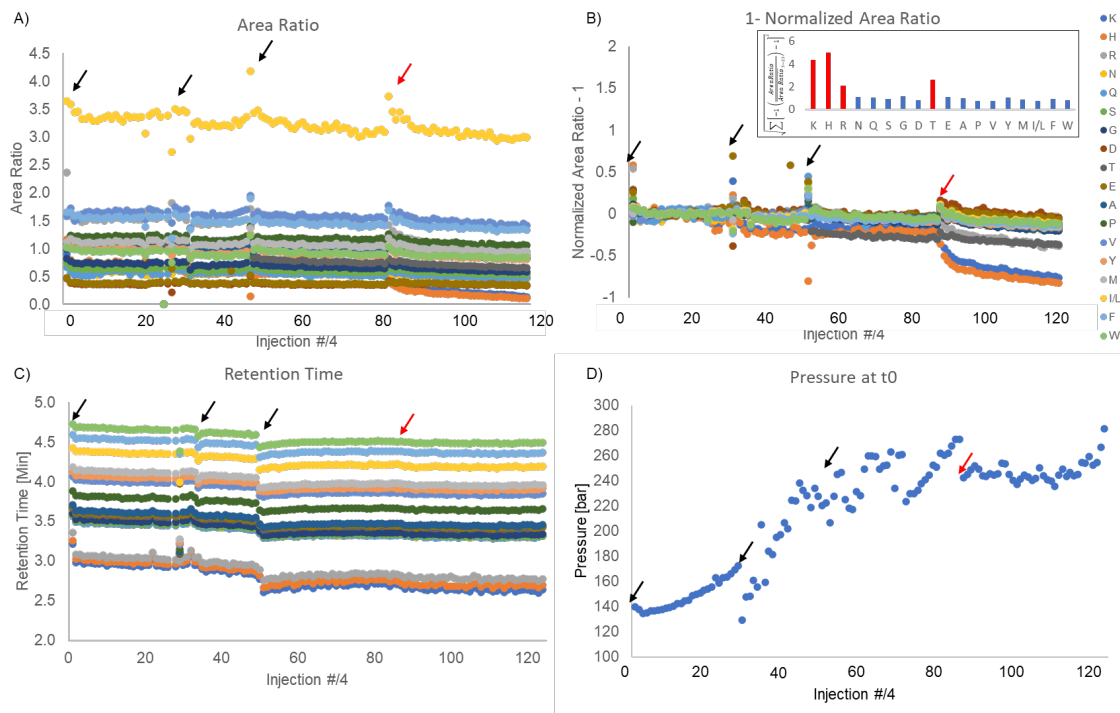 A)
Area Ratio
4.5
4.0
3.5
3.0
2.5
2.0
1.5
1.0
0.5
0.0
Area Ratio
0 20 40 60 80 100 120
Injection #/4
B)
1- Normalized Area Ratio
2
1.5
1
0.5
0
-0.5
-1
Normalized Area Ratio - 1
0 20 40 60 80 100 120
Injection #/4
6
4
2
0
K H R N Q S G D T E A P V Y M I/L F W
K
H
R
N
Q
S
G
D
T
E
A
P
V
Y
M
I/L
F
W
C)
Retention Time
5.0
4.5
4.0
3.5
3.0
2.5
2.0
Retention Time [Min]
0 20 40 60 80 100 120
Injection #/4
D)
Pressure at t0
300
280
260
240
220
200
180
160
140
120
100
Pressure [bar]
0 20 40 60 80 100 120
Injection #/4